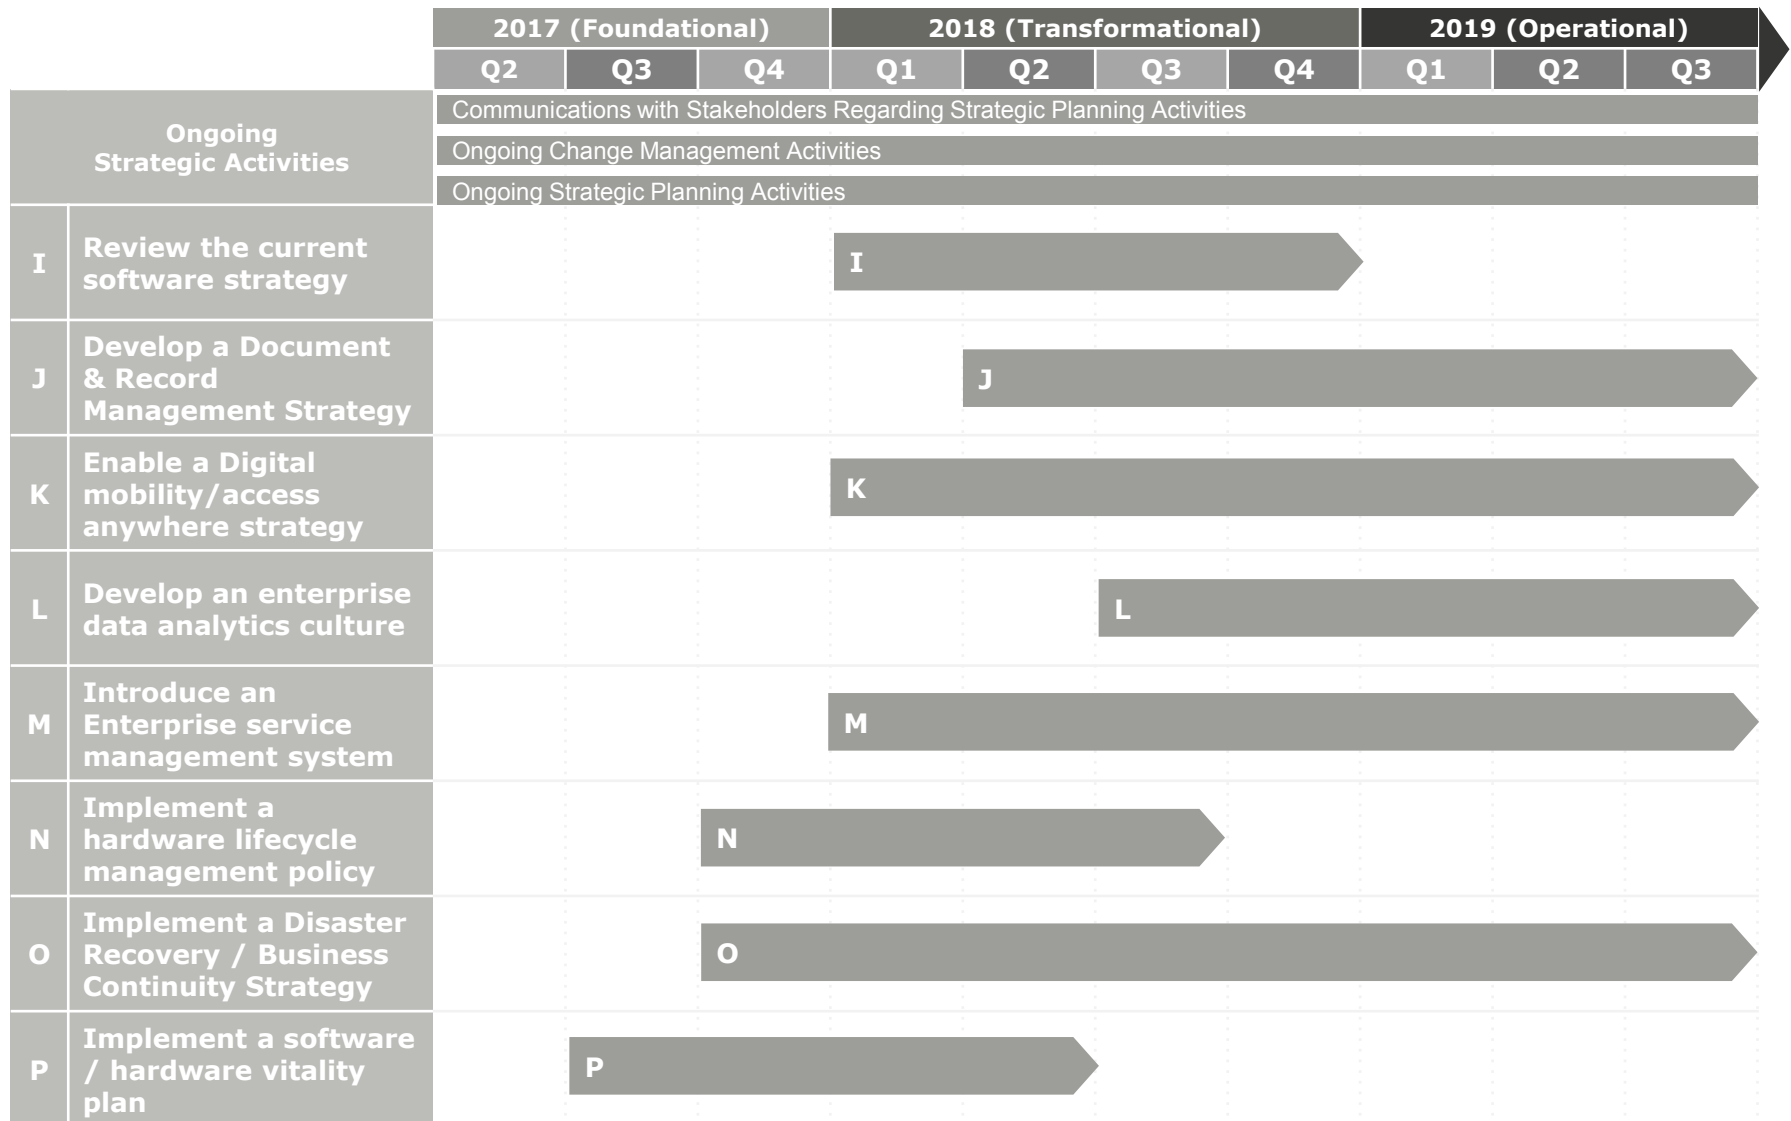 2017 (Foundational) 2018 (Transformational) 2019 (Operational)
Q2 Q3 Q4 Q1 Q2 Q3 Q4 Q1 Q2 Q3
Ongoing
Strategic Activities
Communications with Stakeholders Regarding Strategic Planning Activities
Ongoing Change Management Activities
Ongoing Strategic Planning Activities
I
Review the current
software strategy
I
J
Develop a Document
& Record
Management Strategy
J
K
Enable a Digital
mobility/access
anywhere strategy
K
L
Develop an enterprise
data analytics culture
L
M
Introduce an
Enterprise service
management system
M
N
Implement a
hardware lifecycle
management policy
N
O
Implement a Disaster
Recovery / Business
Continuity Strategy
O
P
Implement a software
/ hardware vitality
plan
P